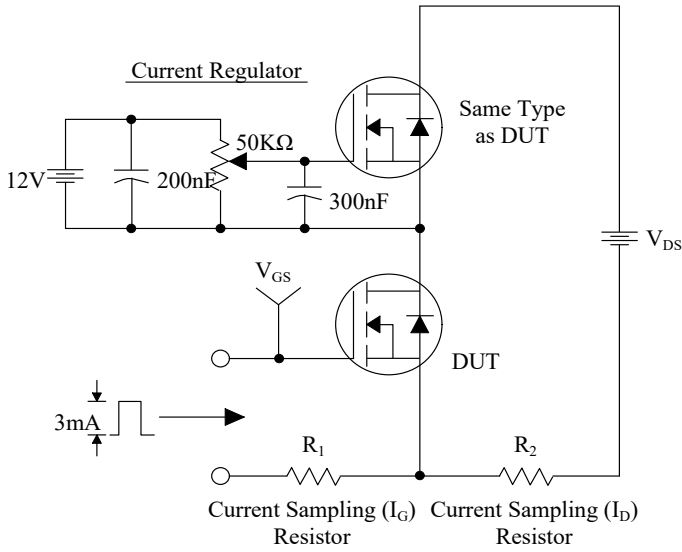 Current Regulator
Same Type
as DUT
50KΩ
12V
200nF
300nF
V_DS
V_GS
DUT
3mA
R_1
R_2
Current Sampling (I_G)
Resistor
Current Sampling (I_D)
Resistor